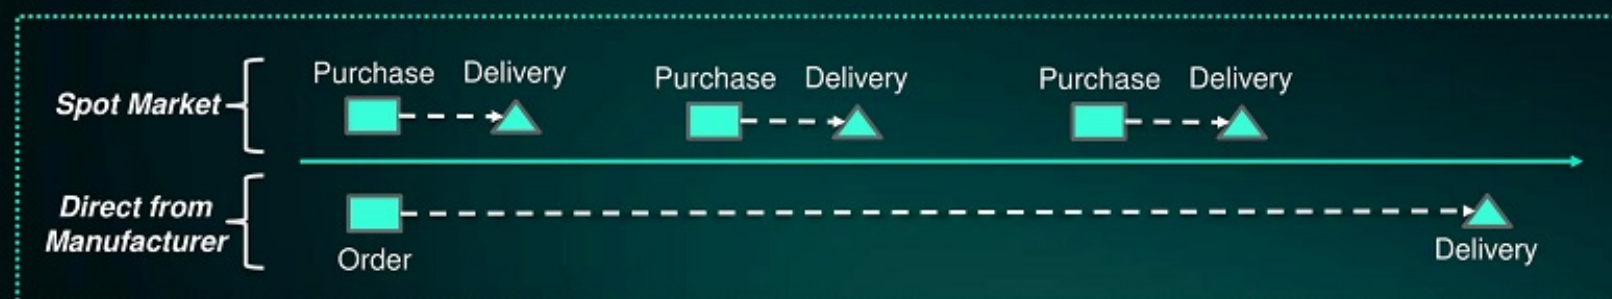 Spot Market
Purchase Delivery
Purchase Delivery
Purchase Delivery
Direct from
Manufacturer
Order
Delivery